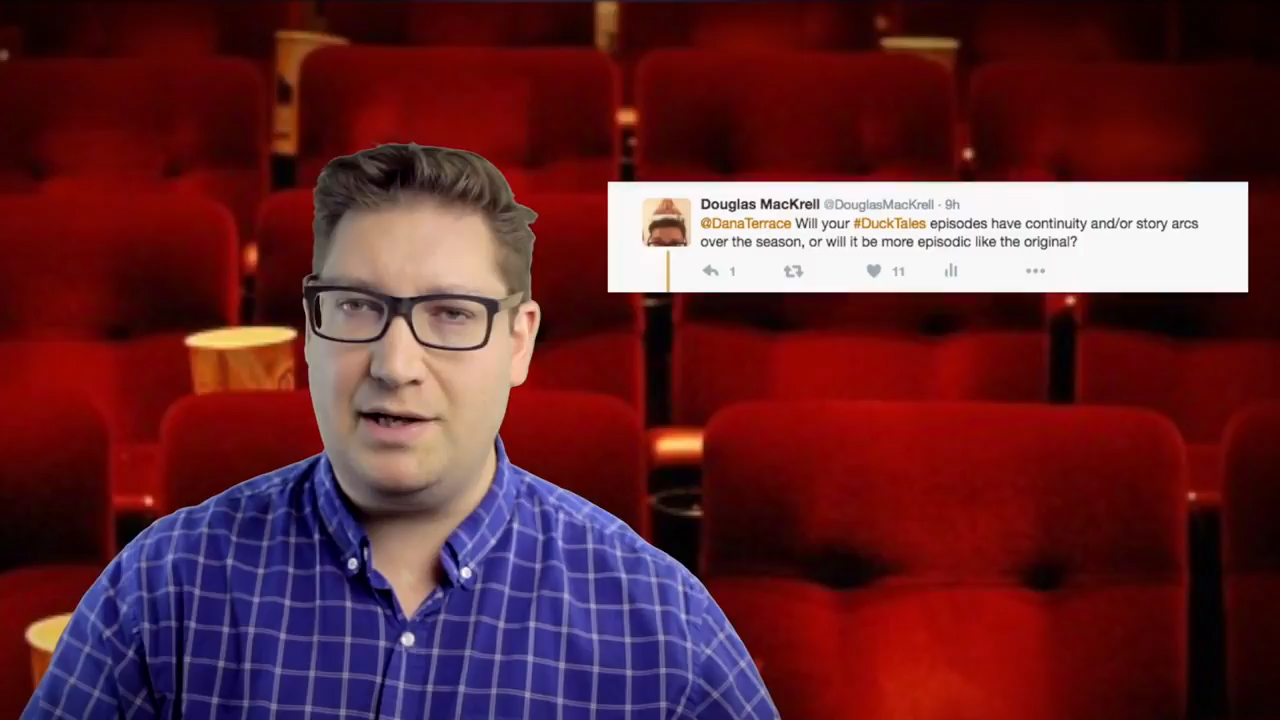 Douglas MacKrell @DouglasMacKrell · 9h
@DanaTerrace Will your #DuckTales episodes have continuity and/or story arcs
over the season, or will it be more episodic like the original?
1 11 •••